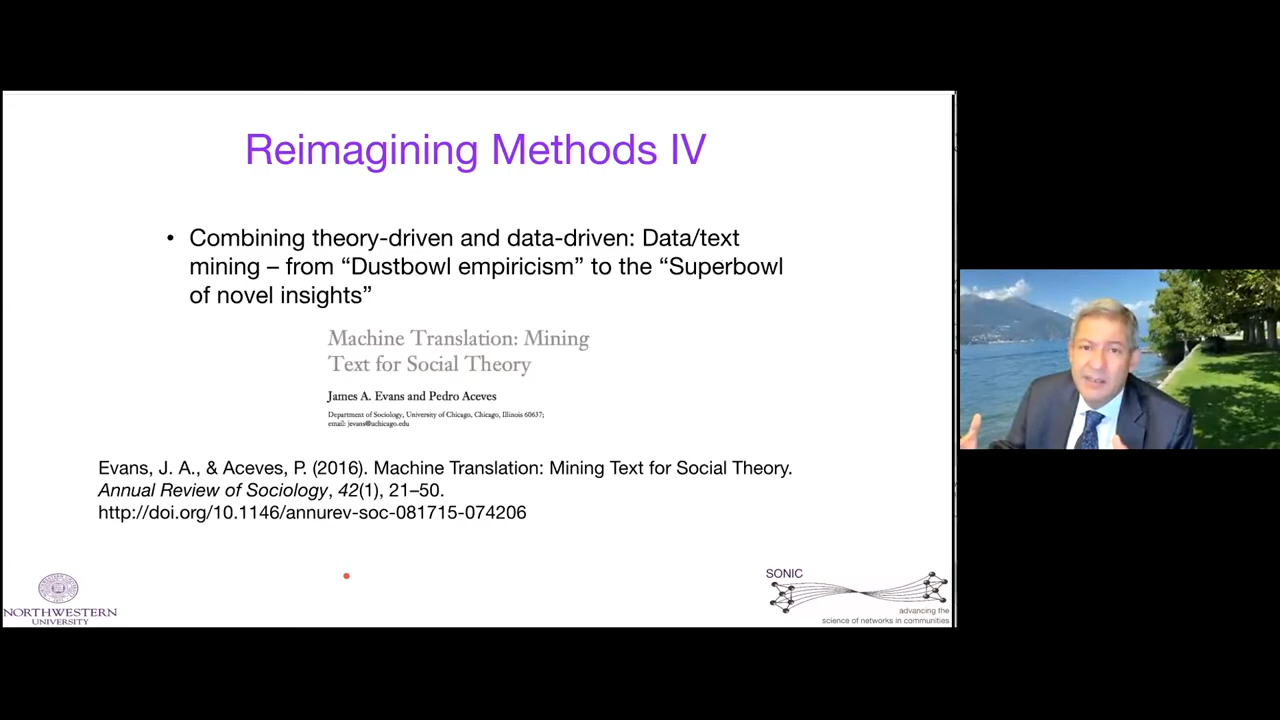 Reimagining Methods IV
• Combining theory-driven and data-driven: Data/text
mining – from “Dustbowl empiricism” to the “Superbowl
of novel insights”
Machine Translation: Mining
Text for Social Theory
James A. Evans and Pedro Aceves
Department of Sociology, University of Chicago, Chicago, Illinois 60637;
email: jevans@uchicago.edu
Evans, J. A., & Aceves, P. (2016). Machine Translation: Mining Text for Social Theory.
Annual Review of Sociology, 42(1), 21–50.
http://doi.org/10.1146/annurev-soc-081715-074206
NORTHWESTERN
UNIVERSITY
SONIC
advancing the
science of networks in communities